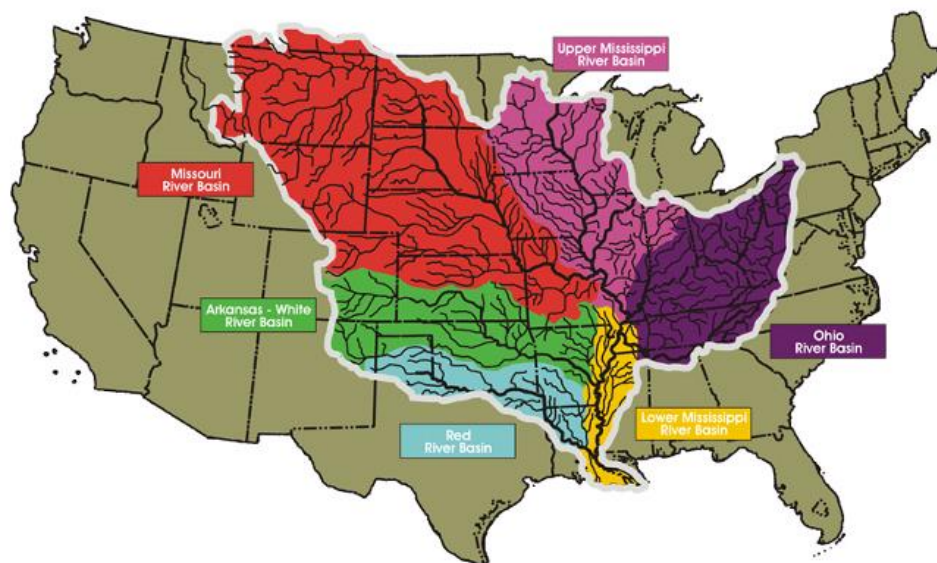 Upper Mississippi
River Basin
Missouri
River Basin
Arkansas - White
River Basin
Ohio
River Basin
Lower Mississippi
River Basin
Red
River Basin